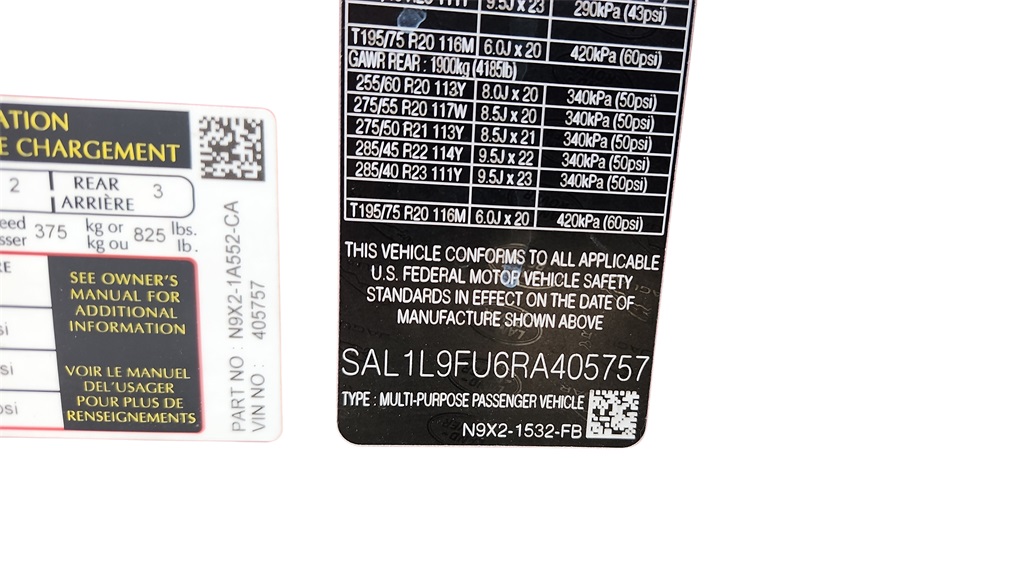 ATION
E CHARGEMENT
2 REAR ARRIÈRE 3
375 kg or kg ou 825 lbs. lb.
SEE OWNER'S
MANUAL FOR
ADDITIONAL
INFORMATION
VOIR LE MANUEL
DEL'USAGER
POUR PLUS DE
RENSEIGNEMENTS
PART NO : N9X2-1A552-CA
VIN NO : 405757
9.5J x 23 290kPa (43psi)
T195/75 R20 116M 6.0J x 20 420kPa (60psi)
GAWR REAR : 1900kg (4185lb)
255/60 R20 113Y 8.0J x 20 340kPa (50psi)
275/55 R20 117W 8.5J x 20 340kPa (50psi)
275/50 R21 113Y 8.5J x 21 340kPa (50psi)
285/45 R22 114Y 9.5J x 22 340kPa (50psi)
285/40 R23 111Y 9.5J x 23 340kPa (50psi)
T195/75 R20 116M 6.0J x 20 420kPa (60psi)
THIS VEHICLE CONFORMS TO ALL APPLICABLE
U.S. FEDERAL MOTOR VEHICLE SAFETY
STANDARDS IN EFFECT ON THE DATE OF
MANUFACTURE SHOWN ABOVE
SAL1L9FU6RA405757
TYPE : MULTI-PURPOSE PASSENGER VEHICLE
N9X2-1532-FB